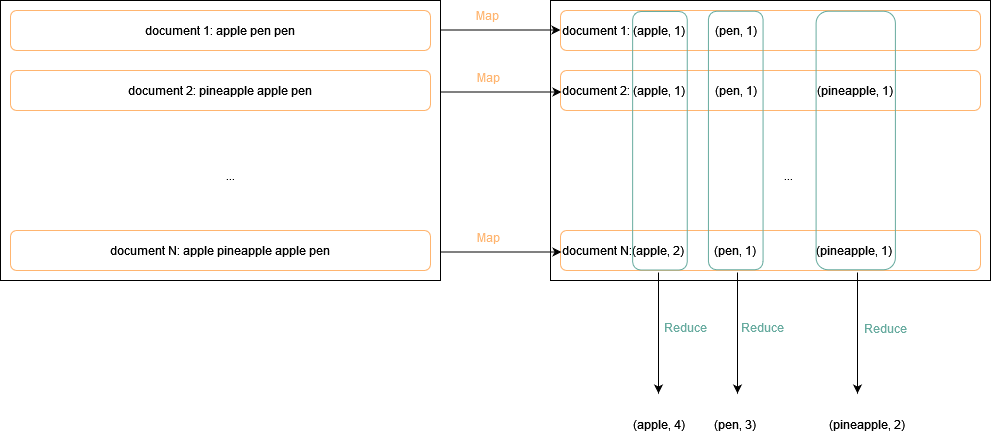 document 1: apple pen pen
Map
document 1: (apple, 1) (pen, 1)
document 2: pineapple apple pen
Map
document 2: (apple, 1) (pen, 1) (pineapple, 1)
...
...
document N: apple pineapple apple pen
Map
document N: (apple, 2) (pen, 1) (pineapple, 1)
Reduce Reduce Reduce
(apple, 4) (pen, 3) (pineapple, 2)